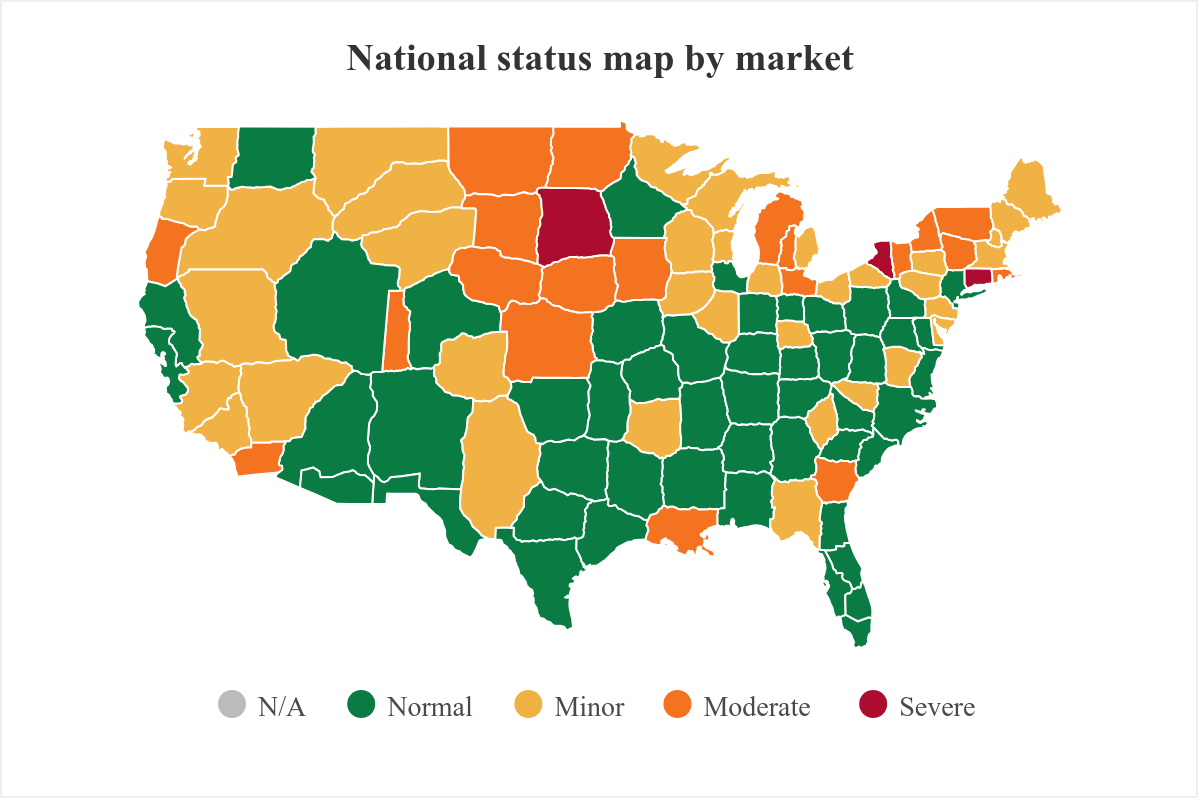 National status map by market
N/A Normal Minor Moderate Severe